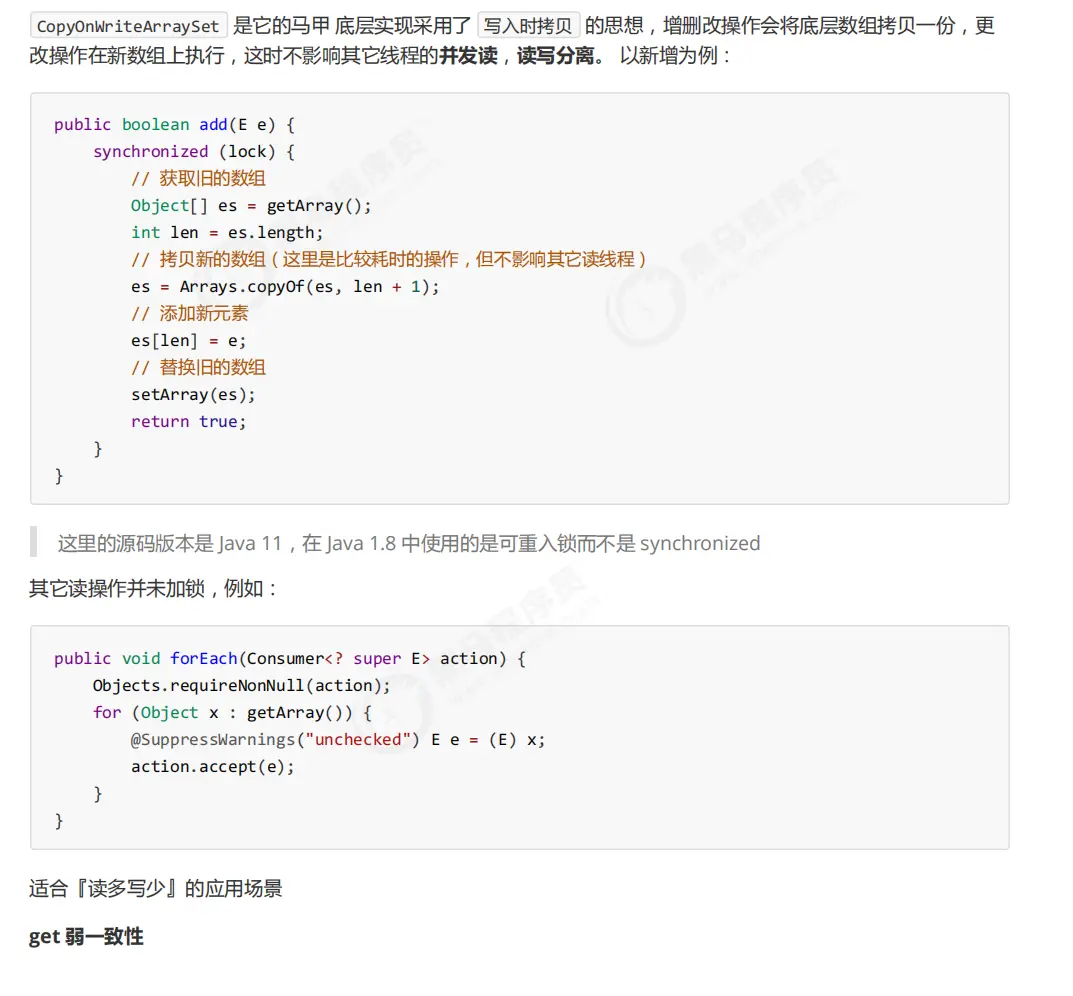 CopyOnWriteArraySet 是它的马甲 底层实现采用了 写入时拷贝 的思想，增删改操作会将底层数组拷贝一份，更
改操作在新数组上执行，这时不影响其它线程的并发读，读写分离。 以新增为例：
public boolean add(E e) {
    synchronized (lock) {
        // 获取旧的数组
        Object[] es = getArray();
        int len = es.length;
        // 拷贝新的数组（这里是比较耗时的操作，但不影响其它读线程）
        es = Arrays.copyOf(es, len + 1);
        // 添加新元素
        es[len] = e;
        // 替换旧的数组
        setArray(es);
        return true;
    }
}
这里的源码版本是 Java 11，在 Java 1.8 中使用的是可重入锁而不是 synchronized
其它读操作并未加锁，例如：
public void forEach(Consumer<? super E> action) {
    Objects.requireNonNull(action);
    for (Object x : getArray()) {
        @SuppressWarnings("unchecked") E e = (E) x;
        action.accept(e);
    }
}
适合『读多写少』的应用场景
get 弱一致性